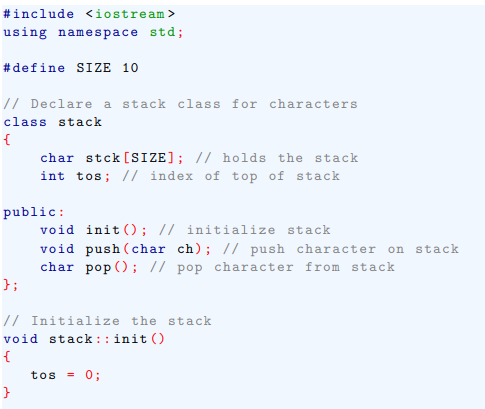 #include <iostream>
using namespace std;
#define SIZE 10
// Declare a stack class for characters
class stack
{
    char stck[SIZE]; // holds the stack
    int tos; // index of top of stack
public:
    void init(); // initialize stack
    void push(char ch); // push character on stack
    char pop(); // pop character from stack
};
// Initialize the stack
void stack::init()
{
   tos = 0;
}